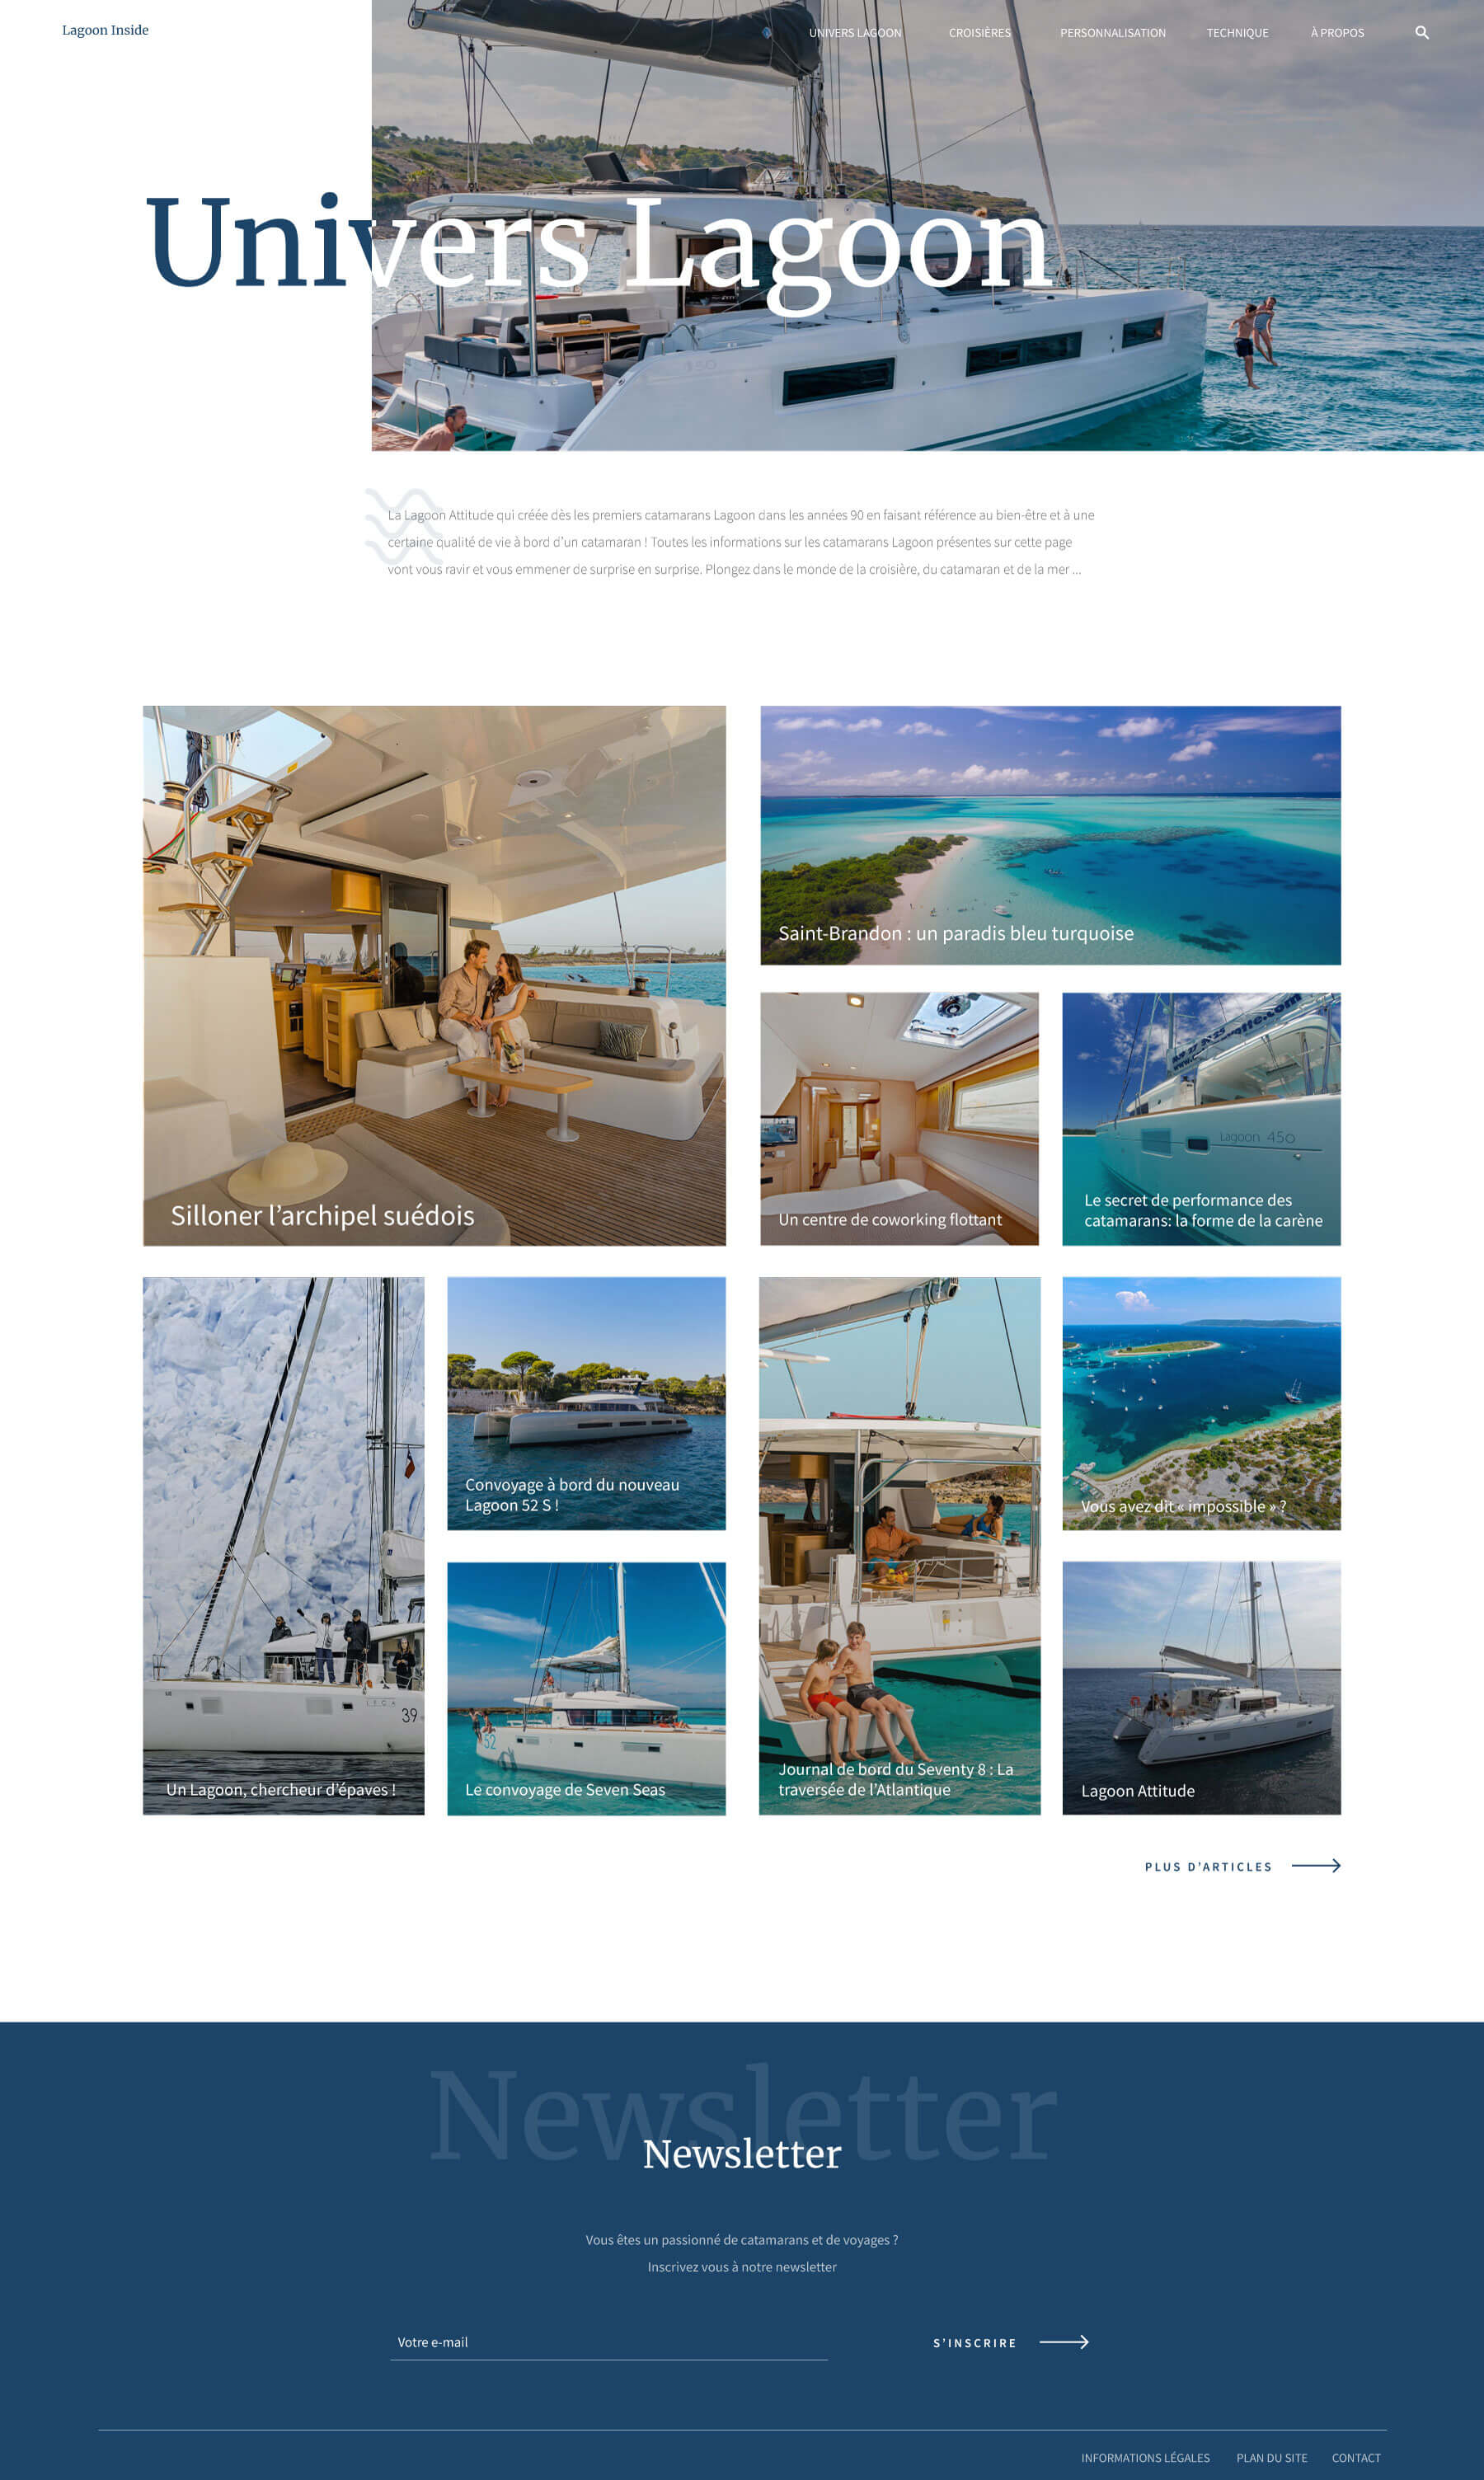 Lagoon Inside
UNIVERS LAGOON
CROISIÈRES
PERSONNALISATION
TECHNIQUE
À PROPOS
Univers Lagoon
La Lagoon Attitude qui créée dès les premiers catamarans Lagoon dans les années 90 en faisant référence au bien-être et à une
certaine qualité de vie à bord d'un catamaran ! Toutes les informations sur les catamarans Lagoon présentes sur cette page
vont vous ravir et vous emmener de surprise en surprise. Plongez dans le monde de la croisière, du catamaran et de la mer ...
Silloner l'archipel suédois
Saint-Brandon : un paradis bleu turquoise
Un centre de coworking flottant
Lagoon 450
Le secret de performance des
catamarans: la forme de la carène
39
Un Lagoon, chercheur d'épaves !
Convoyage à bord du nouveau
Lagoon 52 S !
52
Le convoyage de Seven Seas
Journal de bord du Seventy 8 : La
traversée de l'Atlantique
Vous avez dit « impossible » ?
Lagoon Attitude
PLUS D'ARTICLES
Newsletter
Newsletter
Vous êtes un passionné de catamarans et de voyages ?
Inscrivez vous à notre newsletter
Votre e-mail
S'INSCRIRE
INFORMATIONS LÉGALES
PLAN DU SITE
CONTACT